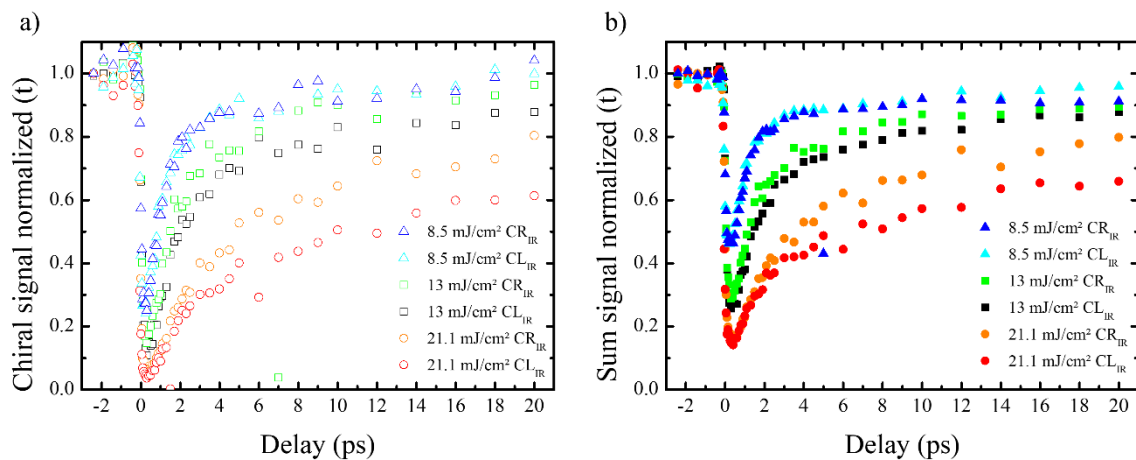 a)
Chiral signal normalized (t)
1.0
0.8
0.6
0.4
0.2
0.0
-2 0 2 4 6 8 10 12 14 16 18 20
Delay (ps)
8.5 mJ/cm² CR_IR
8.5 mJ/cm² CL_IR
13 mJ/cm² CR_IR
13 mJ/cm² CL_IR
21.1 mJ/cm² CR_IR
21.1 mJ/cm² CL_IR
b)
Sum signal normalized (t)
1.0
0.8
0.6
0.4
0.2
0.0
-2 0 2 4 6 8 10 12 14 16 18 20
Delay (ps)
8.5 mJ/cm² CR_IR
8.5 mJ/cm² CL_IR
13 mJ/cm² CR_IR
13 mJ/cm² CL_IR
21.1 mJ/cm² CR_IR
21.1 mJ/cm² CL_IR